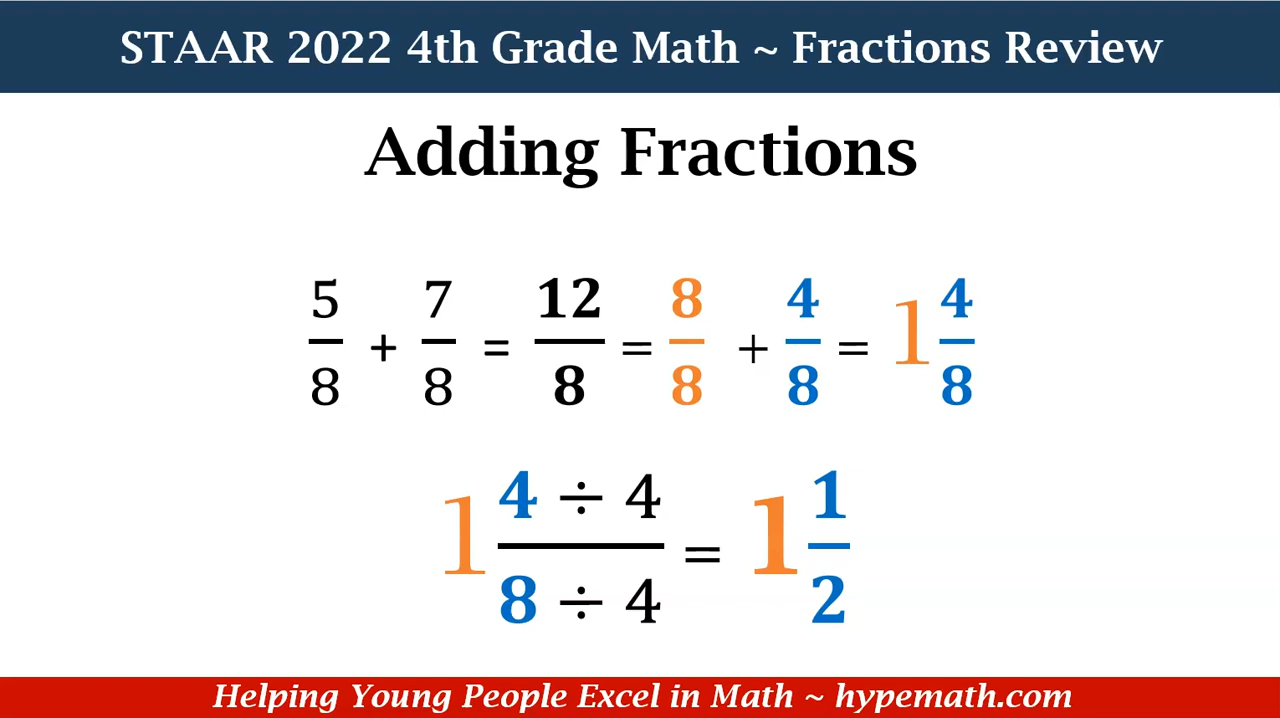 STAAR 2022 4th Grade Math ~ Fractions Review
Adding Fractions
5/8 + 7/8 = 12/8 = 8/8 + 4/8 = 1 4/8
1 4 ÷ 4 / 8 ÷ 4 = 1 1/2
Helping Young People Excel in Math ~ hypemath.com